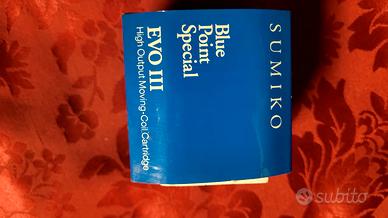 SUMIKO
Blue
Point
Special
EVO III
High Output Moving-Coil Cartridge
subito